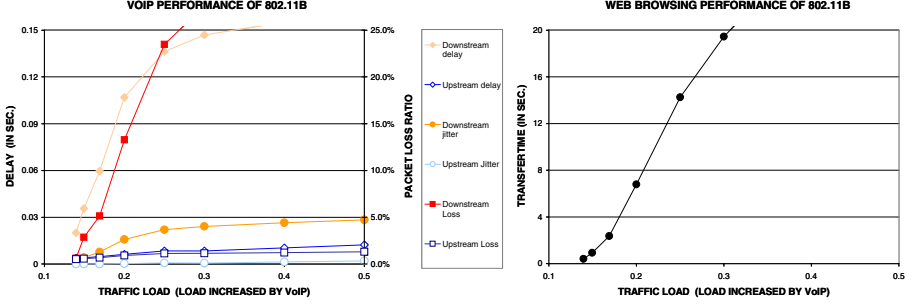 VOIP PERFORMANCE OF 802.11B
0.15
0.12
0.09
0.06
0.03
0
DELAY (IN SEC.)
25.0%
20.0%
15.0%
10.0%
5.0%
0.0%
PACKET LOSS RATIO
0.1
0.2
0.3
0.4
0.5
TRAFFIC LOAD (LOAD INCREASED BY VoIP)
Downstream
delay
Upstream delay
Downstream
jitter
Upstream Jitter
Downstream
Loss
Upstream Loss
WEB BROWSING PERFORMANCE OF 802.11B
20
16
12
8
4
0
TRANSFERTIME (IN SEC.)
0.1
0.2
0.3
0.4
0.5
TRAFFIC LOAD (LOAD INCREASED BY VoIP)